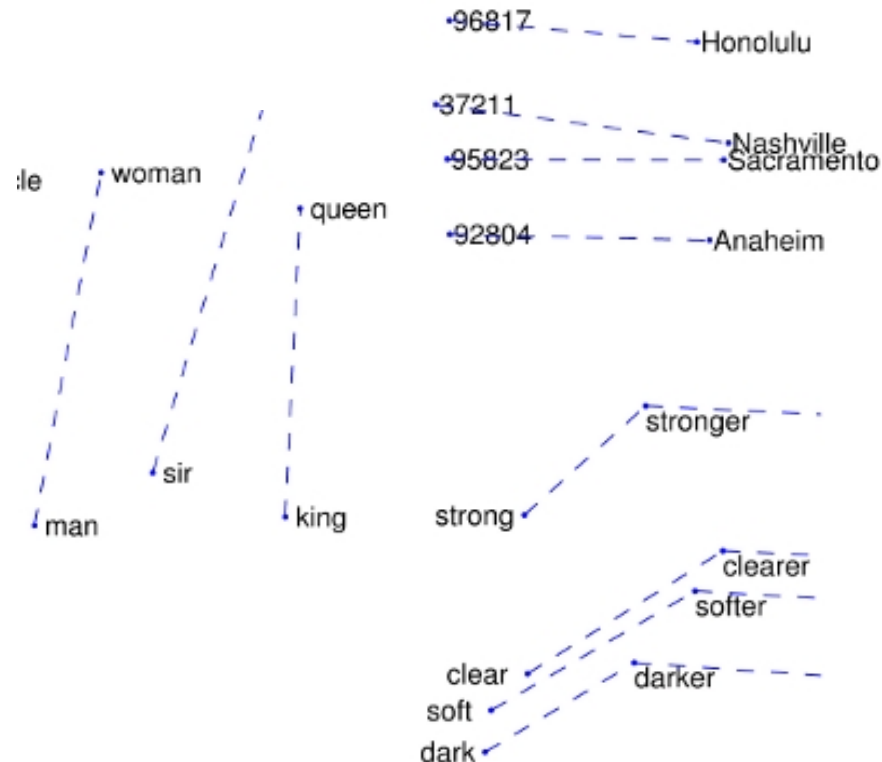 96817
Honolulu
37211
Nashville
95823
Sacramento
woman
queen
92804
Anaheim
stronger
sir
strong
king
man
clearer
softer
clear
darker
soft
dark